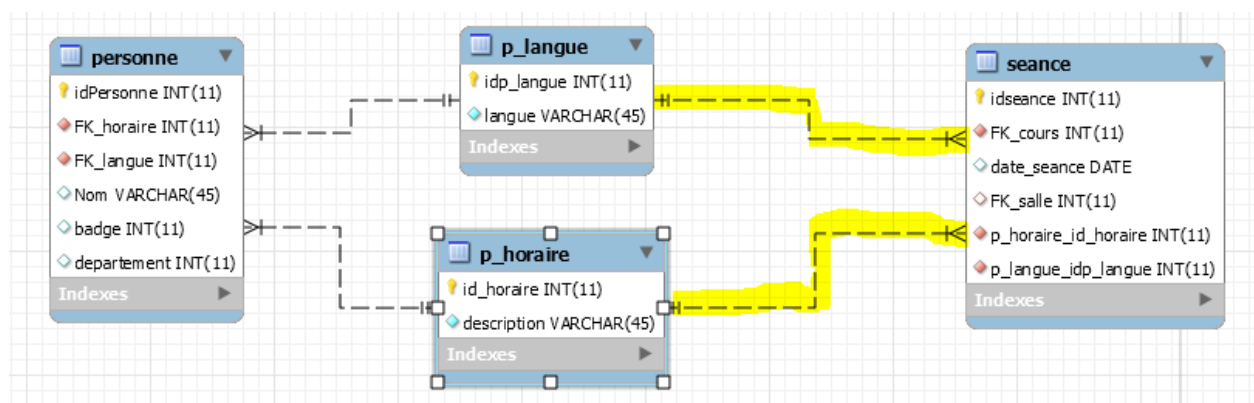 personne
idPersonne INT(11)
FK_horaire INT(11)
FK_langue INT(11)
Nom VARCHAR(45)
badge INT(11)
departement INT(11)
Indexes
p_langue
idp_langue INT(11)
langue VARCHAR(45)
Indexes
p_horaire
id_horaire INT(11)
description VARCHAR(45)
Indexes
seance
idseance INT(11)
FK_cours INT(11)
date_seance DATE
FK_salle INT(11)
p_horaire_id_horaire INT(11)
p_langue_idp_langue INT(11)
Indexes